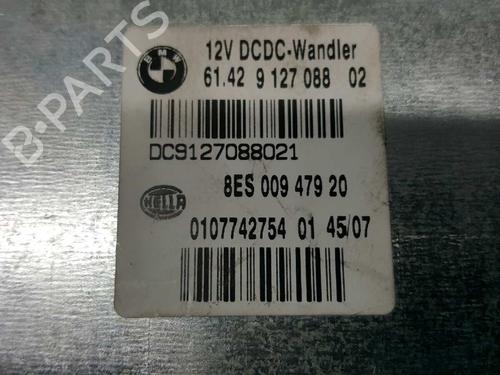 BMW
12V DCDC-Wandler
61.42 9 127 088 02
DC9127088021
HELLA
8ES 009 479 20
0107742754 01 45/07
B-PARTS